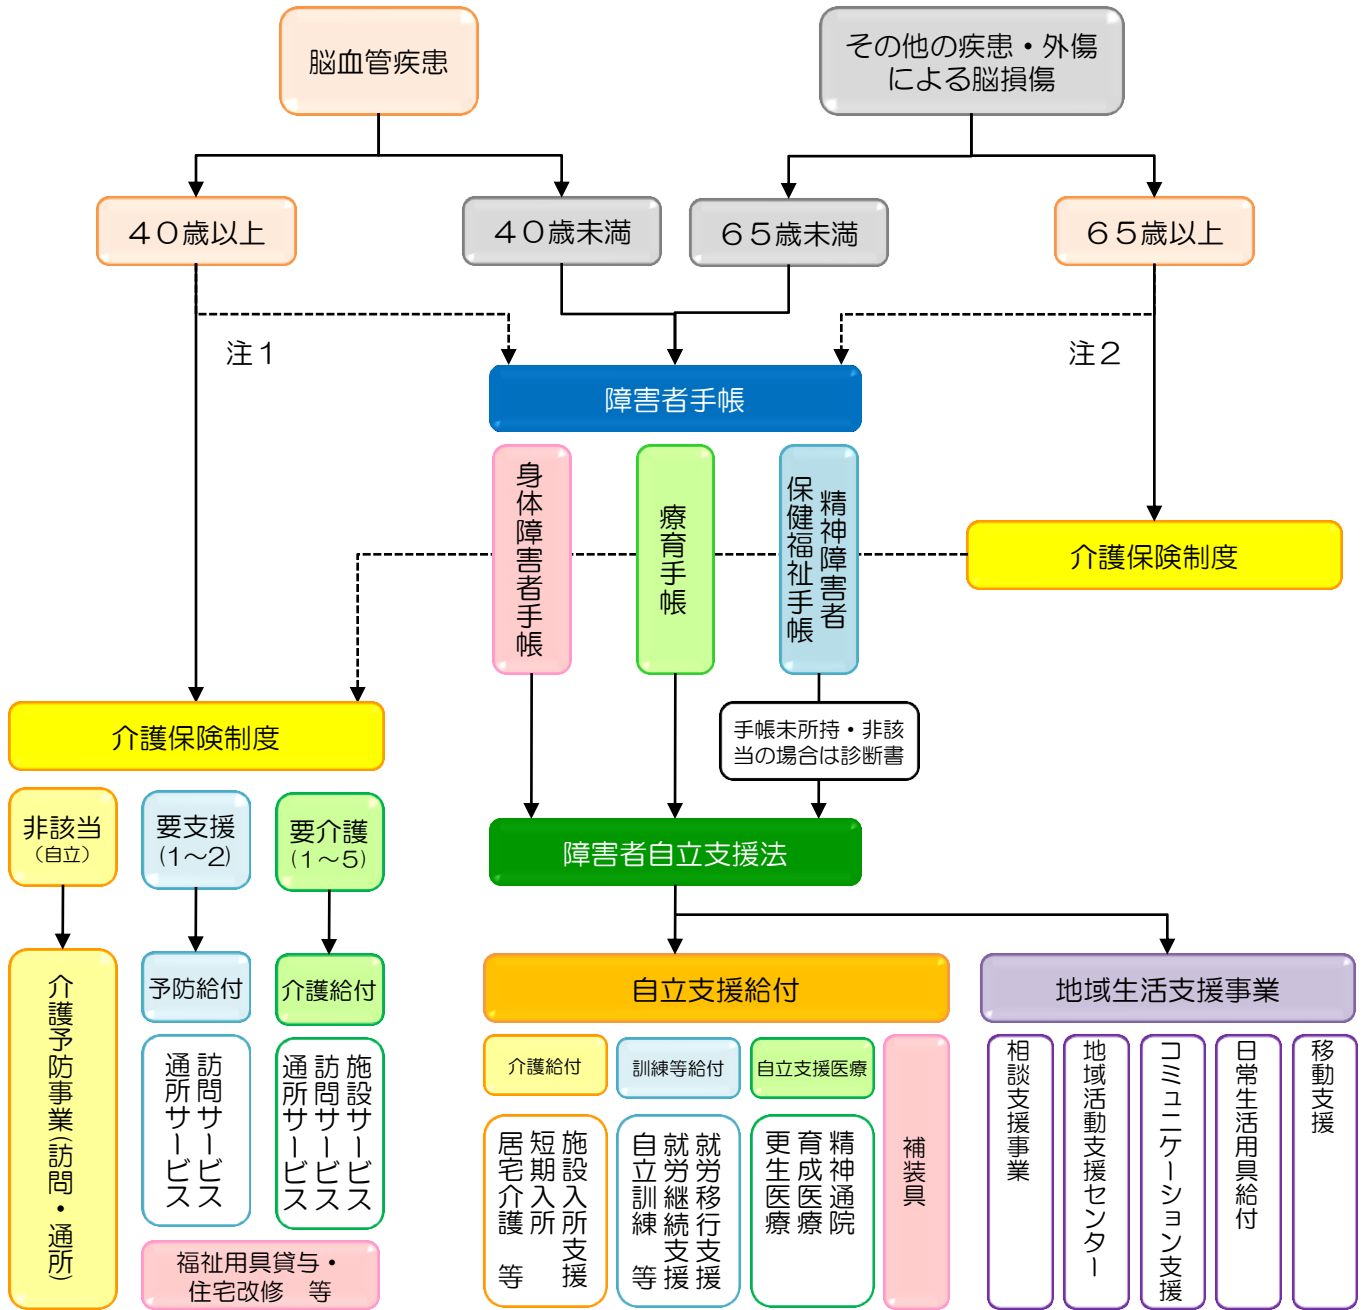 脳血管疾患
その他の疾患・外傷
による脳損傷
４０歳以上
４０歳未満
６５歳未満
６５歳以上
注１
注２
障害者手帳
身体障害者手帳
療育手帳
精神障害者
保健福祉手帳
介護保険制度
手帳未所持・非該
当の場合は診断書
介護保険制度
非該当
（自立）
要支援
(1～2)
要介護
(1～5)
障害者自立支援法
介護予防事業(訪問・通所)
予防給付
介護給付
訪問サービス
通所サービス
施設サービス
訪問サービス
通所サービス
福祉用具貸与・
住宅改修　等
自立支援給付
地域生活支援事業
介護給付
訓練等給付
自立支援医療
補装具
施設入所支援
短期入所
居宅介護　等
就労移行支援
就労継続支援
自立訓練　等
精神通院
育成医療
更生医療
相談支援事業
地域活動支援センター
コミュニケーション支援
日常生活用具給付
移動支援